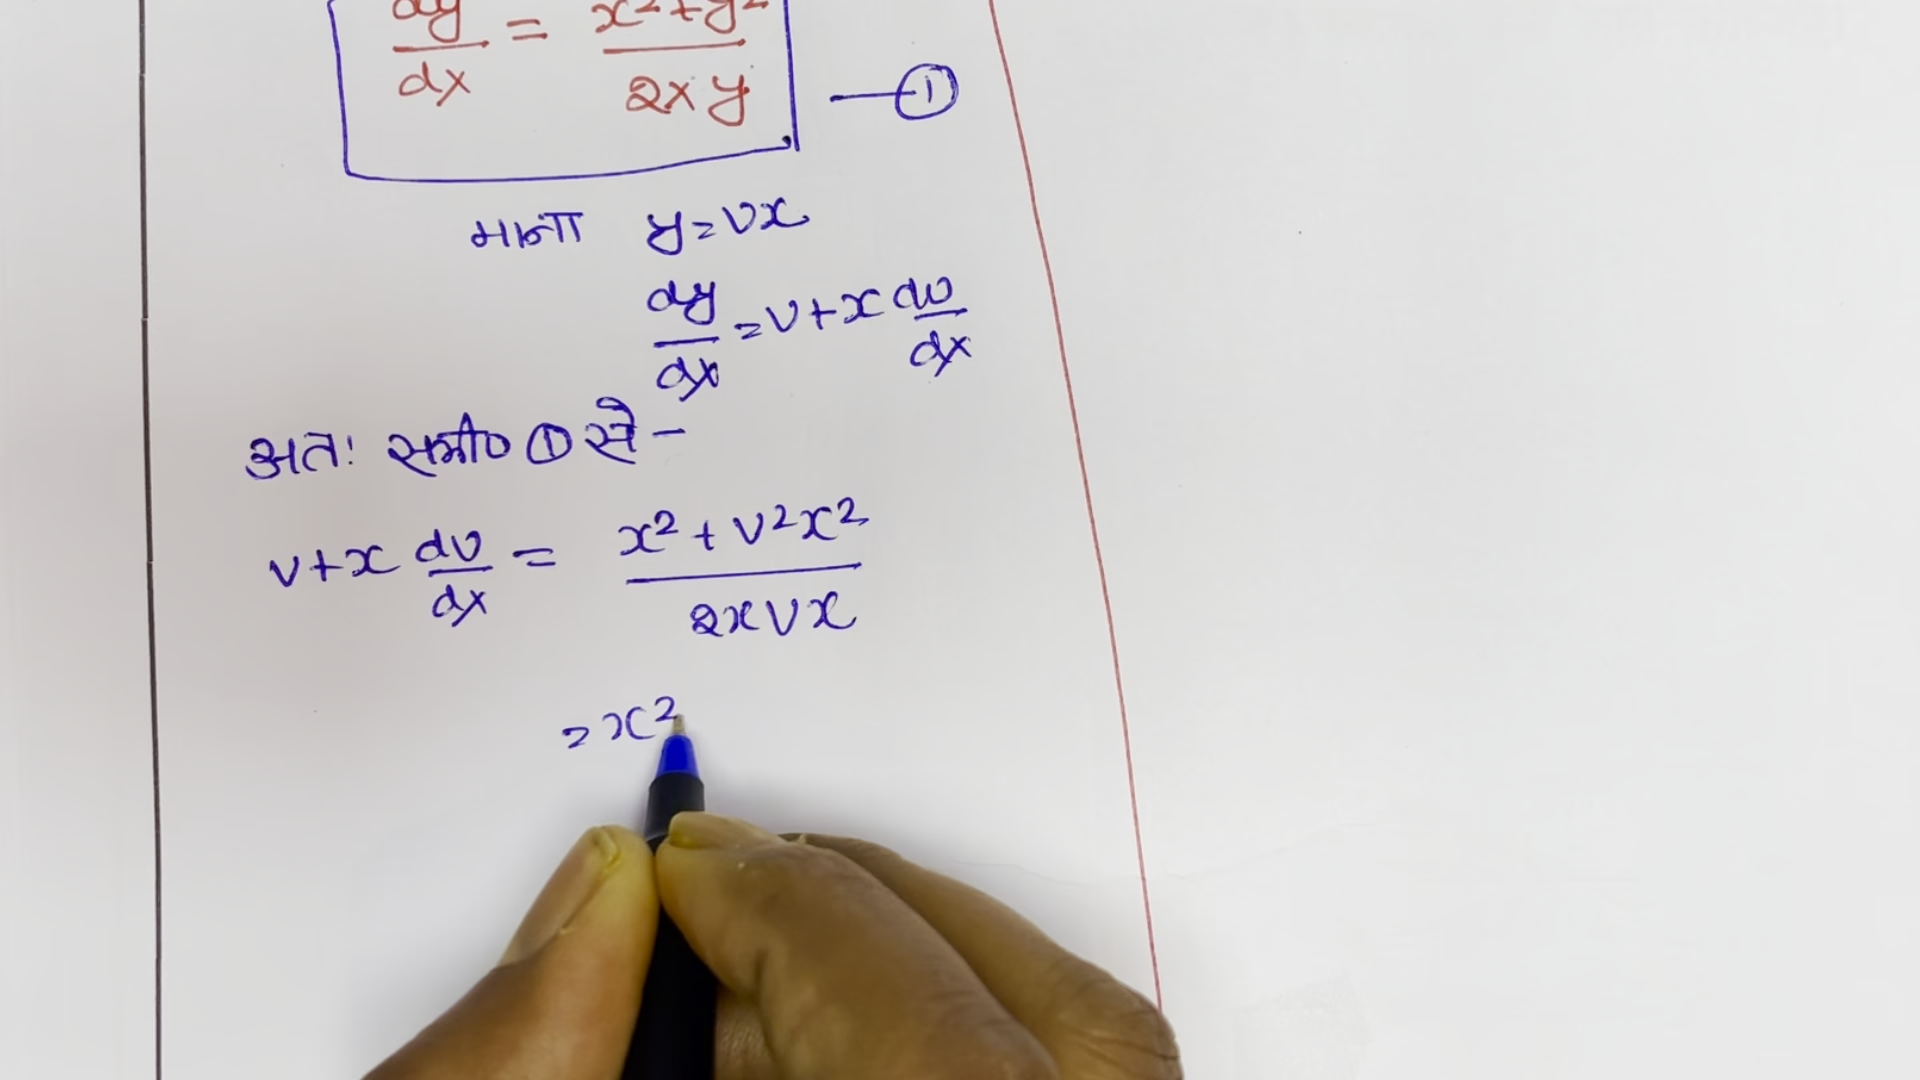 dy/dx = x²+y²/2xy —①
माना y=vx
dy/dx = v+x dv/dx
अतः समी० ① से –
v+x dv/dx = x²+v²x²/2xvx
= x²